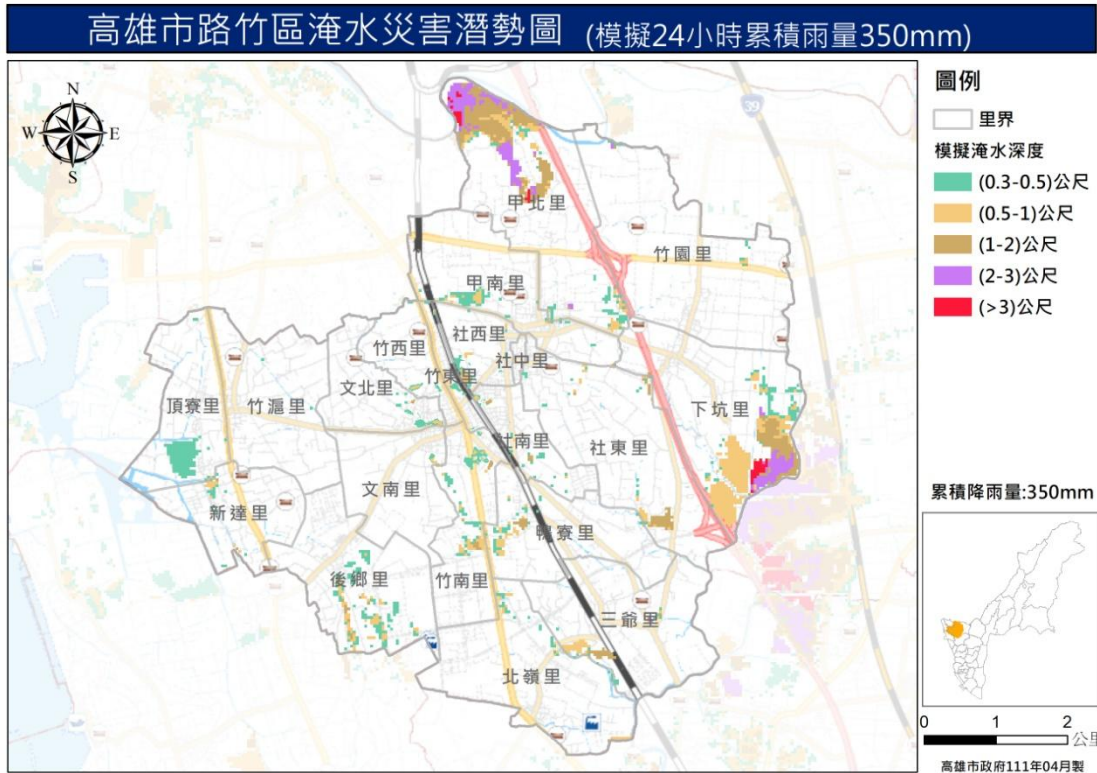 高雄市路竹區淹水災害潛勢圖 (模擬24小時累積雨量350mm)
N
W E
S
39
圖例
里界
模擬淹水深度
(0.3-0.5)公尺
(0.5-1)公尺
(1-2)公尺
(2-3)公尺
(>3)公尺
甲北里
竹園里
甲南里
社西里
竹西里
社中里
竹東里
文北里
頂寮里
竹滬里
下坑里
社南里
社東里
文南里
新達里
鴨寮里
後鄉里
竹南里
三爺里
北嶺里
累積降雨量:350mm
0 1 2
公里
高雄市政府111年04月製